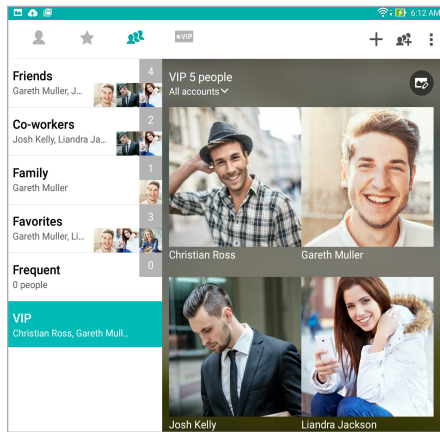 6:12 AM
VIP
Friends
4
Gareth Muller, J...
Co-workers
2
Josh Kelly, Liandra Ja...
Family
1
Gareth Muller
Favorites
3
Gareth Muller, Li...
Frequent
0
0 people
VIP
Christian Ross, Gareth Mull...
VIP 5 people
All accounts
Christian Ross
Gareth Muller
Josh Kelly
Liandra Jackson